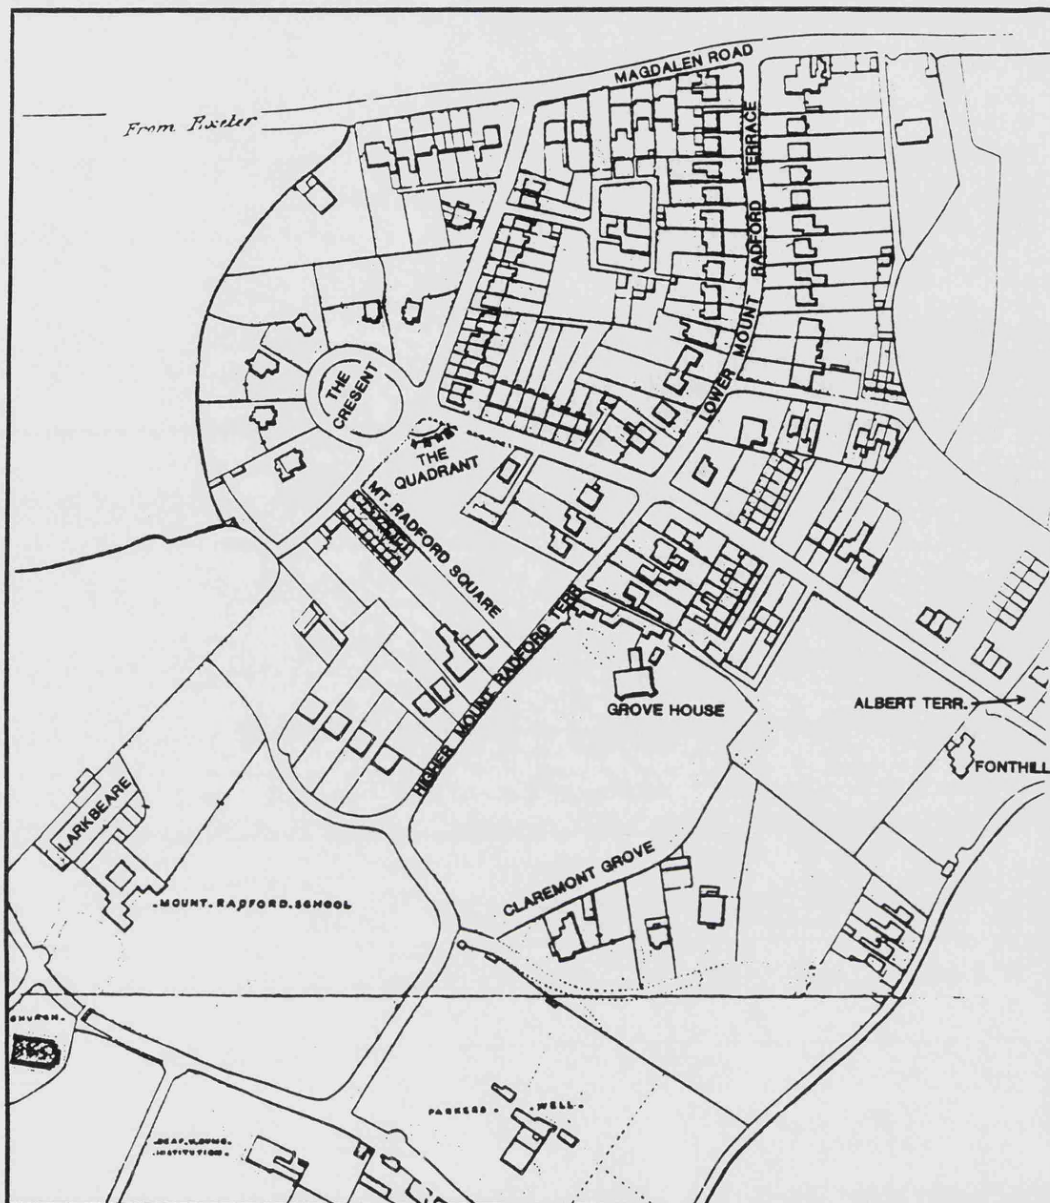 MAGDALEN ROAD
From Exeter
LOWER MOUNT RADFORD TERRACE
THE
CRESENT
THE
QUADRANT
MT. RADFORD SQUARE
HIGHER MOUNT RADFORD TERR.
GROVE HOUSE
ALBERT TERR.
FONTHILL
LARKBEARE
MOUNT. RADFORD. SCHOOL
CLAREMONT GROVE
CHURCH.
PARKERS. WELL.
DEAF. & DUMB.
INSTITUTION.